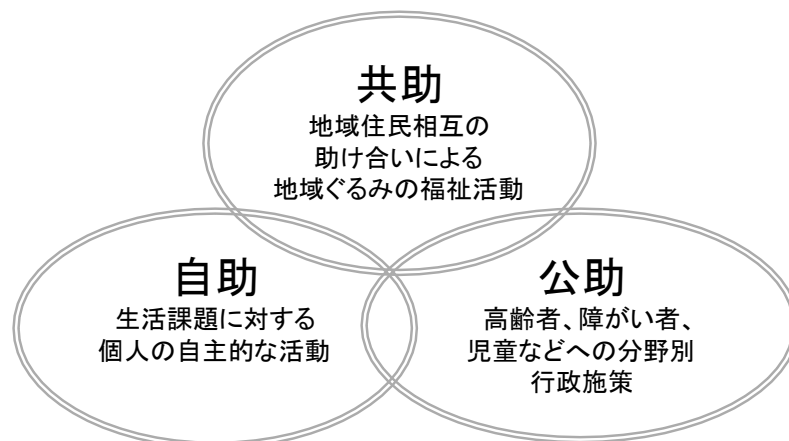 共助
地域住民相互の
助け合いによる
地域ぐるみの福祉活動
自助
生活課題に対する
個人の自主的な活動
公助
高齢者、障がい者、
児童などへの分野別
行政施策